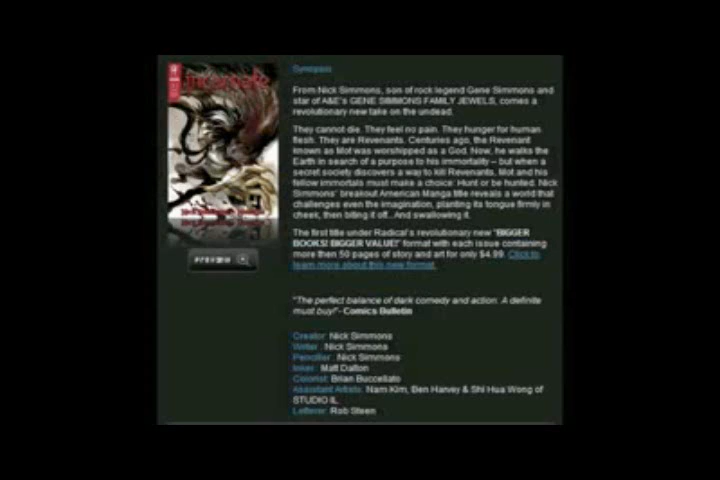 Incarnate
Synopsis
From Nick Simmons, son of rock legend Gene Simmons and
star of A&E's GENE SIMMONS FAMILY JEWELS, comes a
revolutionary new take on the undead.
They cannot die. They feel no pain. They hunger for human
flesh. They are Revenants. Centuries ago, the Revenant
known as Mot was worshipped as a God. Now, he walks the
Earth in search of a purpose to his immortality – but when a
secret society discovers a way to kill Revenants, Mot and his
fellow immortals must make a choice: Hunt or be hunted. Nick
Simmons' breakout American Manga title reveals a world that
challenges even the imagination, planting its tongue firmly in
cheek, then biting it off...And swallowing it.
The first title under Radical's revolutionary new "BIGGER
BOOKS! BIGGER VALUE!" format with each issue containing
more then 50 pages of story and art for only $4.99. Click to
learn more about this new format.
PREVIEW
"The perfect balance of dark comedy and action. A definite
must buy!"- Comics Bulletin
Creator: Nick Simmons
Writer: Nick Simmons
Penciller: Nick Simmons
Inker: Matt Dalton
Colorist: Brian Buccellato
Assistant Artists: Nam Kim, Ben Harvey & Shi Hua Wong of
STUDIO IL
Letterer: Rob Steen